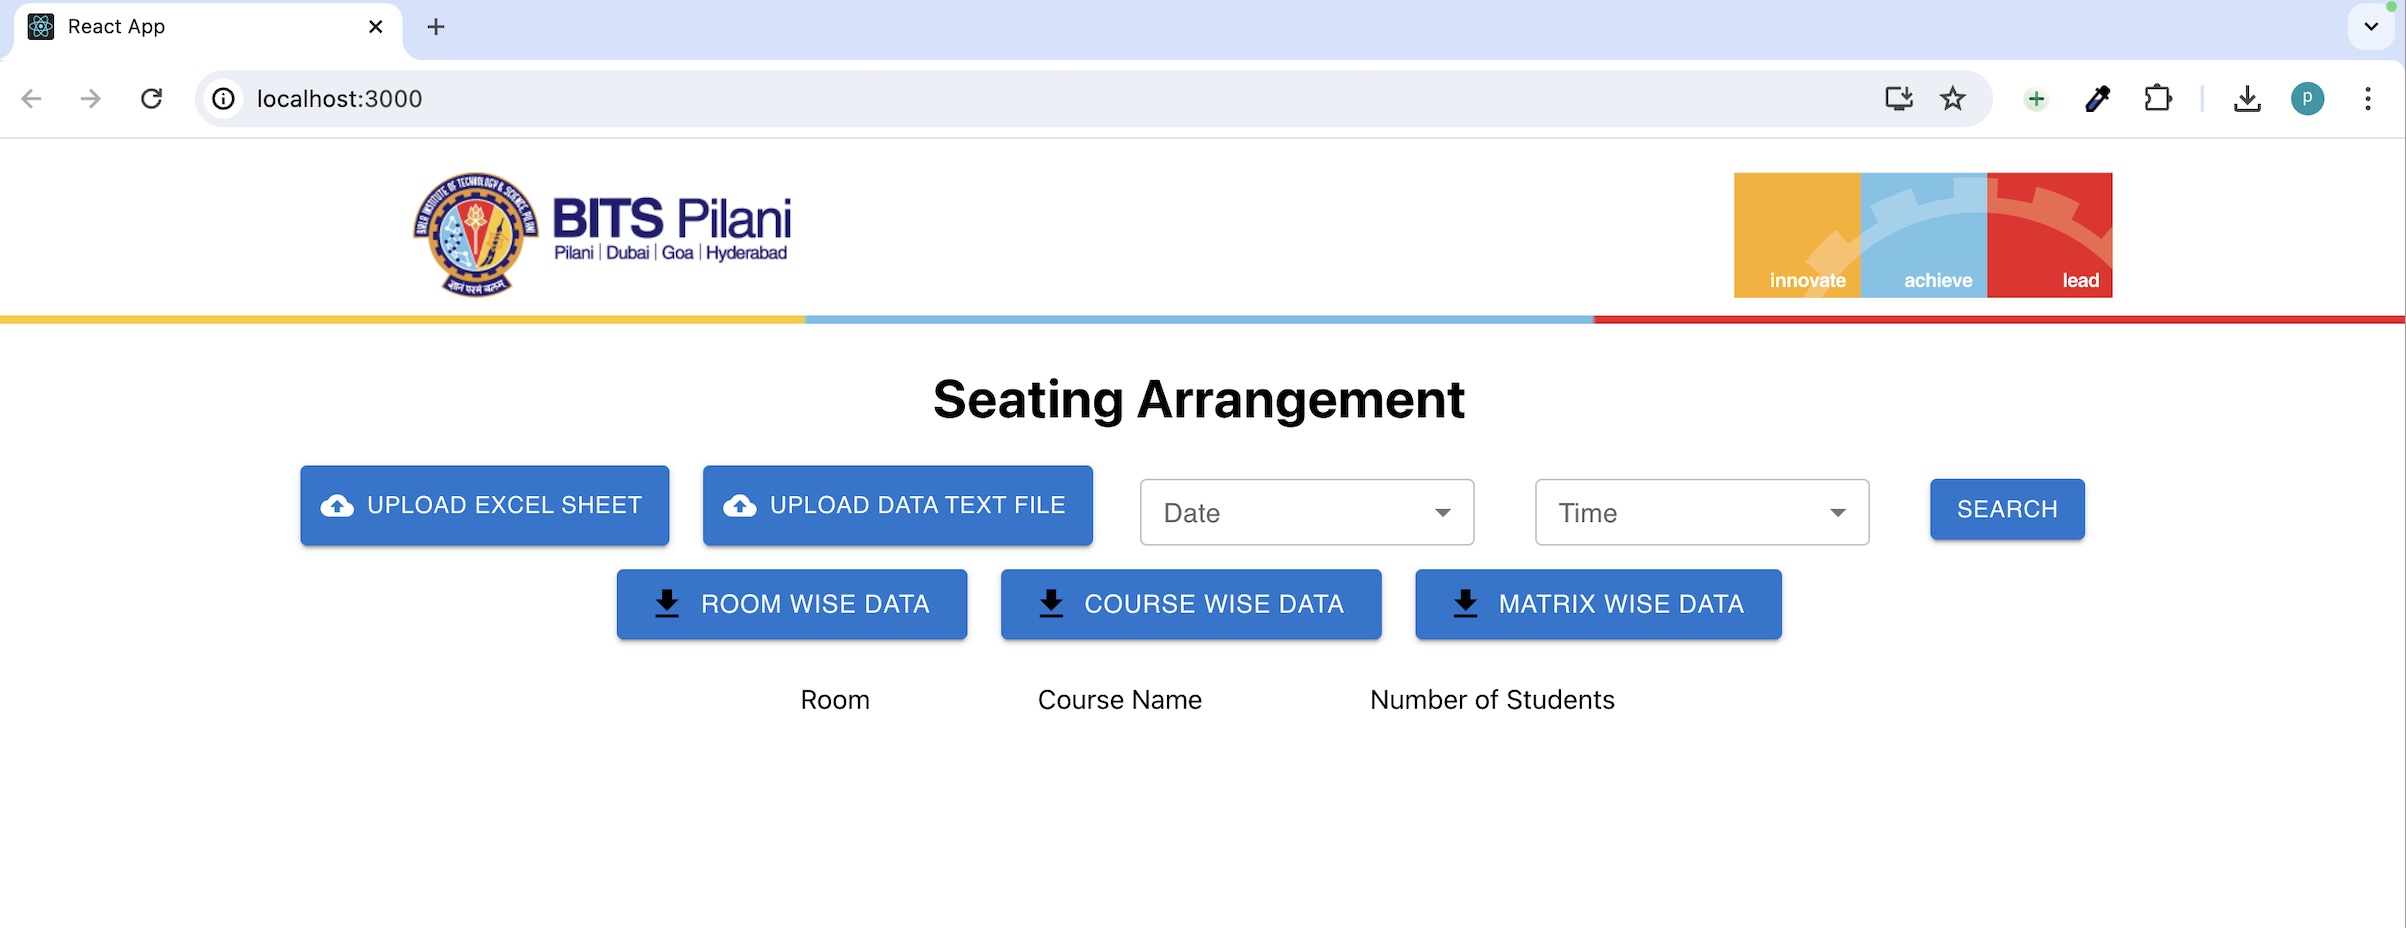 React App
localhost:3000
p
BIRLA INSTITUTE OF TECHNOLOGY & SCIENCE, PILANI
ज्ञानं परमं बलम्
BITS Pilani
Pilani | Dubai | Goa | Hyderabad
innovate achieve lead
Seating Arrangement
UPLOAD EXCEL SHEET UPLOAD DATA TEXT FILE Date Time SEARCH
ROOM WISE DATA COURSE WISE DATA MATRIX WISE DATA
Room Course Name Number of Students